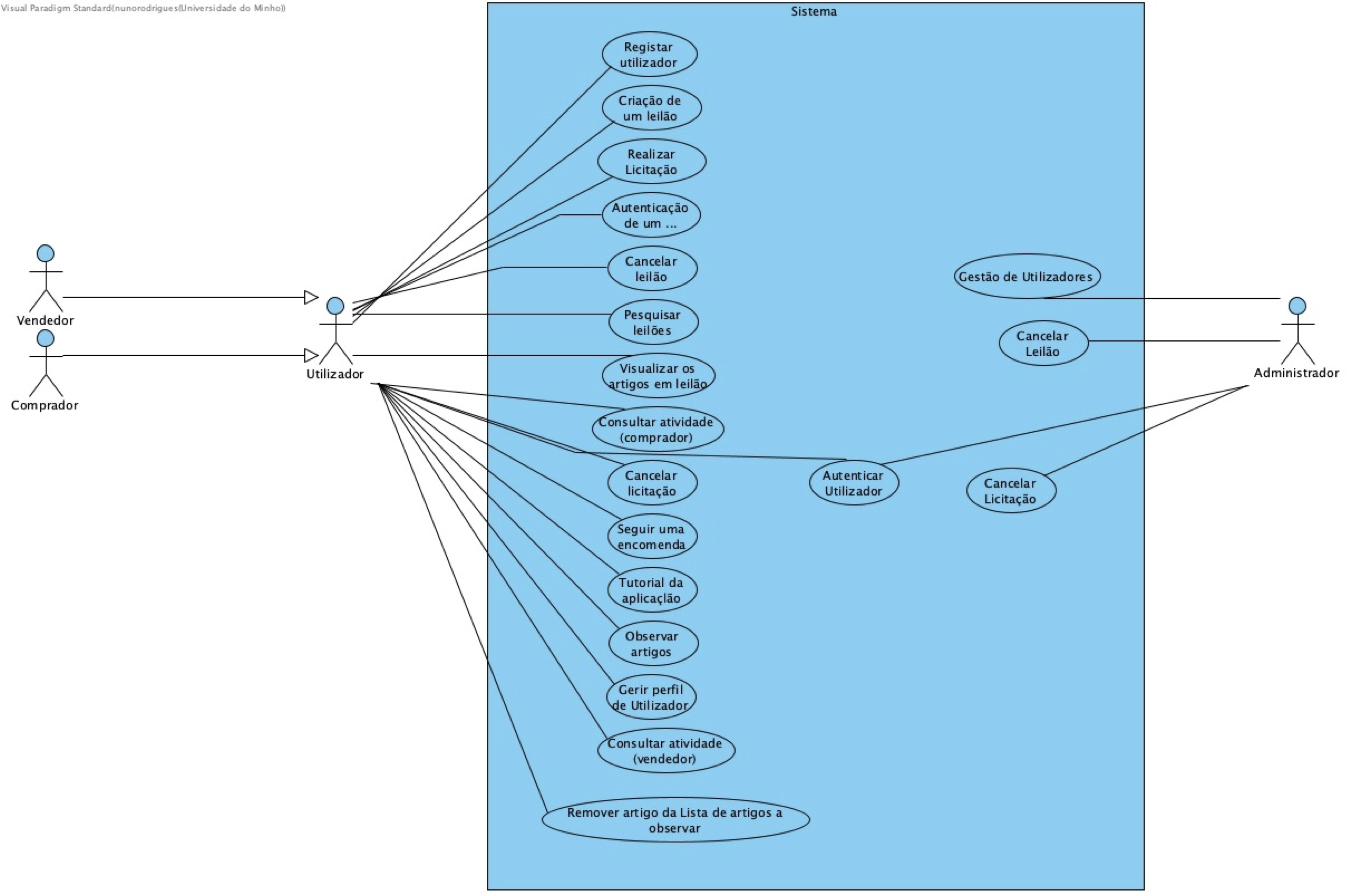 Visual Paradigm Standard(nunorodrigues(Universidade do Minho))
Sistema
Registar
utilizador
Criação de
um leilão
Realizar
Licitação
Autenticação
de um ...
Cancelar
leilão
Pesquisar
leilões
Visualizar os
artigos em leilão
Consultar atividade
(comprador)
Cancelar
licitação
Seguir uma
encomenda
Tutorial da
aplicação
Observar
artigos
Gerir perfil
de Utilizador
Consultar atividade
(vendedor)
Remover artigo da Lista de artigos a
observar
Vendedor
Comprador
Utilizador
Gestão de Utilizadores
Cancelar
Leilão
Autenticar
Utilizador
Cancelar
Licitação
Administrador